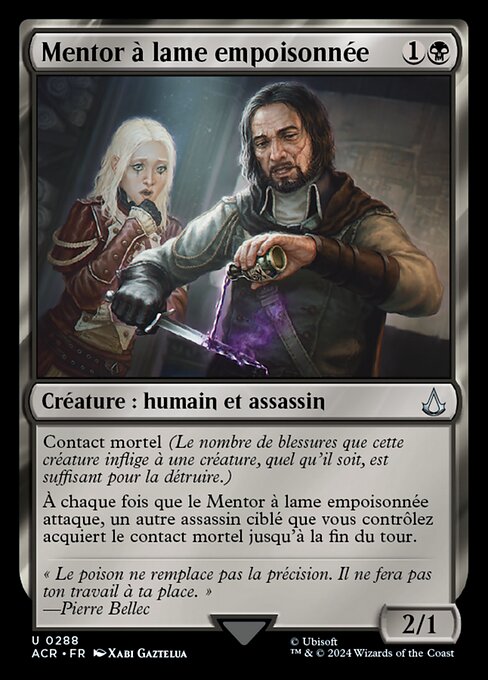 Mentor à lame empoisonnée 1
Créature : humain et assassin
Contact mortel (Le nombre de blessures que cette
créature inflige à une créature, quel qu'il soit, est
suffisant pour la détruire.)
À chaque fois que le Mentor à lame empoisonnée
attaque, un autre assassin ciblé que vous contrôlez
acquiert le contact mortel jusqu'à la fin du tour.
« Le poison ne remplace pas la précision. Il ne fera pas
ton travail à ta place. »
—Pierre Bellec
2/1
U 0288
ACR • FR Xabi Gaztelua
© Ubisoft
™ & © 2024 Wizards of the Coast